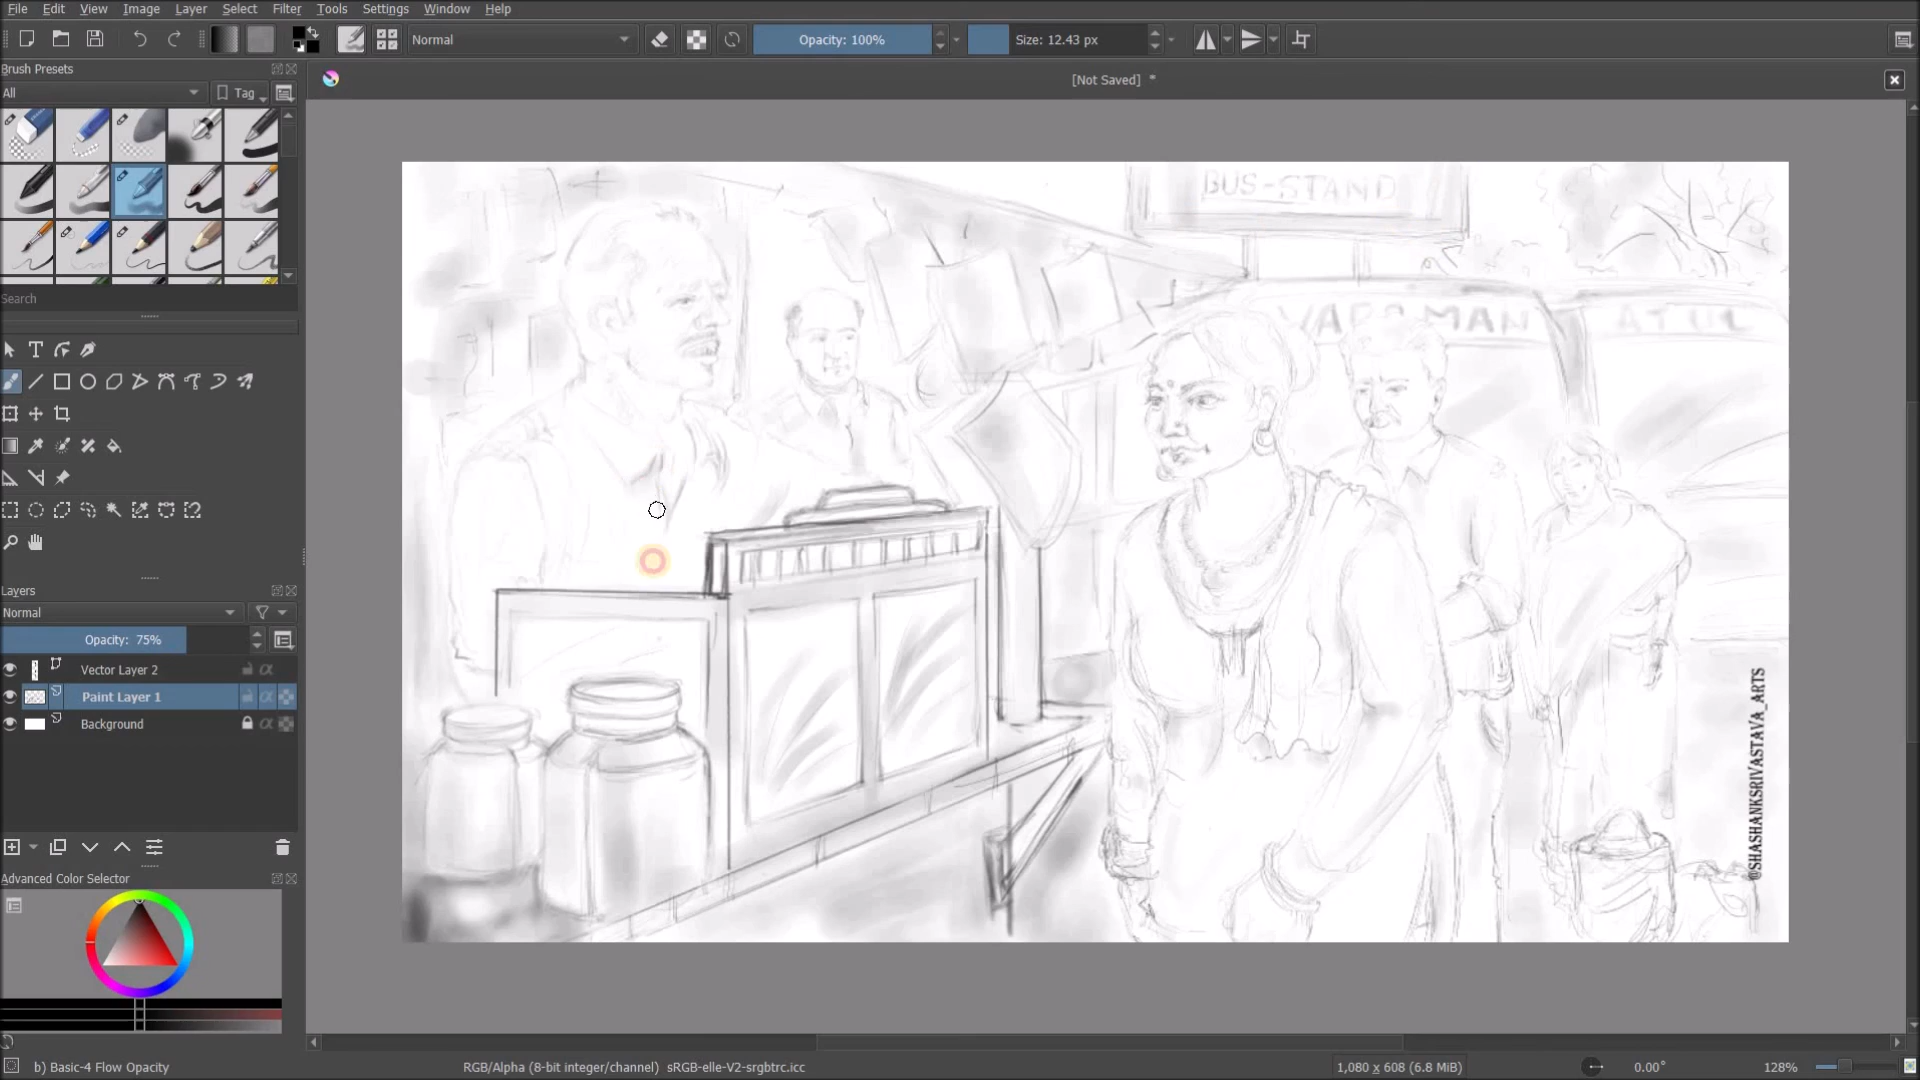 File Edit View Image Layer Select Filter Tools Settings Window Help
Normal
Opacity: 100%
Size: 12.43 px
Brush Presets
[Not Saved] *
All
Tag
Search
BUS-STAND
ATUL
Layers
Normal
Opacity: 75%
Vector Layer 2
Paint Layer 1
Background
@SHASHANKSRIVASTAVA_ARTS
Advanced Color Selector
b) Basic-4 Flow Opacity
RGB/Alpha (8-bit integer/channel) sRGB-elle-V2-srgbtrc.icc
1,080 x 608 (6.8 MiB)
0.00°
128%